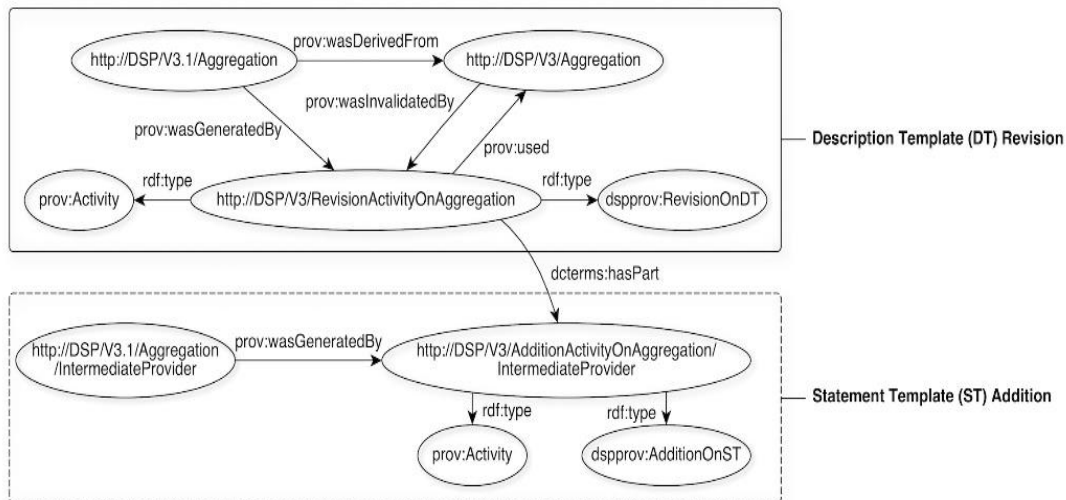 http://DSP/V3.1/Aggregation
prov:wasDerivedFrom
http://DSP/V3/Aggregation
prov:wasInvalidatedBy
prov:wasGeneratedBy
prov:used
Description Template (DT) Revision
prov:Activity
rdf:type
http://DSP/V3/RevisionActivityOnAggregation
rdf:type
dspprov:RevisionOnDT
dcterms:hasPart
http://DSP/V3.1/Aggregation
/IntermediateProvider
prov:wasGeneratedBy
http://DSP/V3/AdditionActivityOnAggregation/
IntermediateProvider
Statement Template (ST) Addition
rdf:type
rdf:type
prov:Activity
dspprov:AdditionOnST